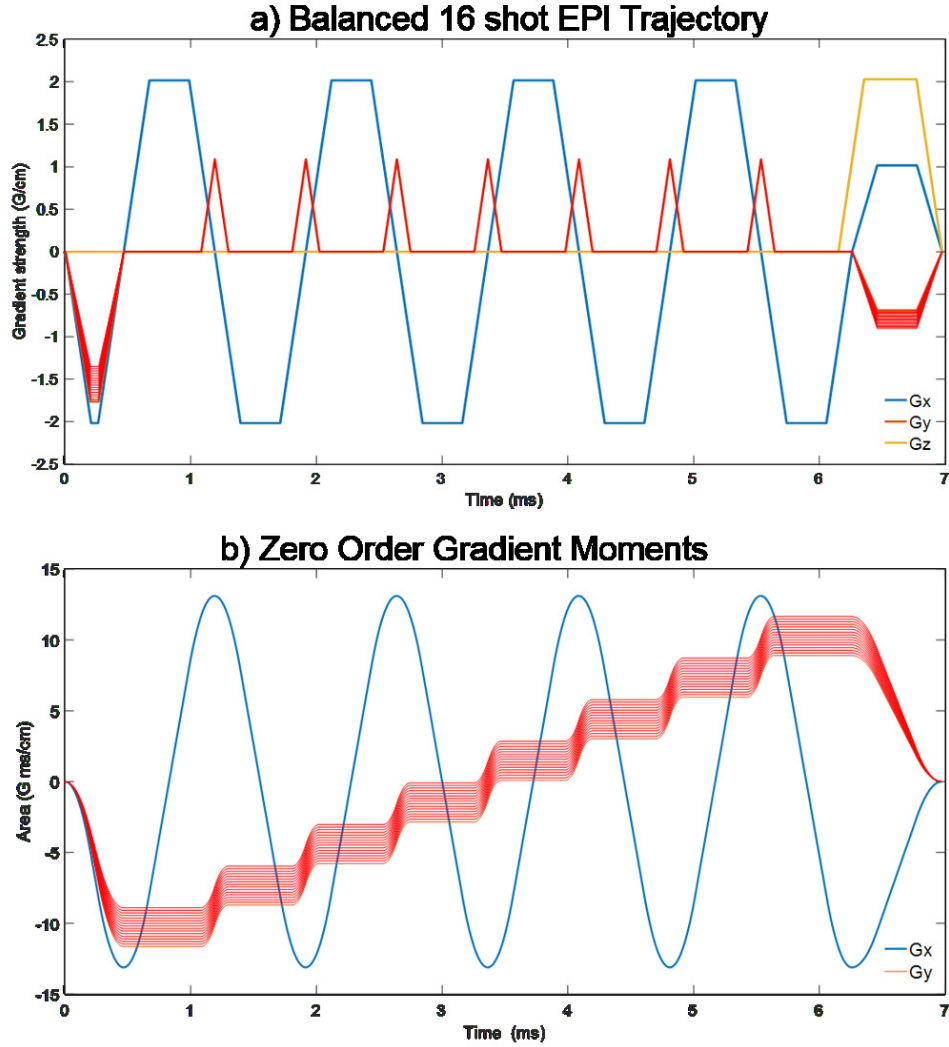 a) Balanced 16 shot EPI Trajectory
2.5
2
1.5
1
0.5
0
-0.5
-1
-1.5
-2
-2.5
Gradient strength (G/cm)
Gx
Gy
Gz
0 1 2 3 4 5 6 7
Time (ms)
b) Zero Order Gradient Moments
15
10
5
0
-5
-10
-15
Area (G ms/cm)
Gx
Gy
0 1 2 3 4 5 6 7
Time (ms)